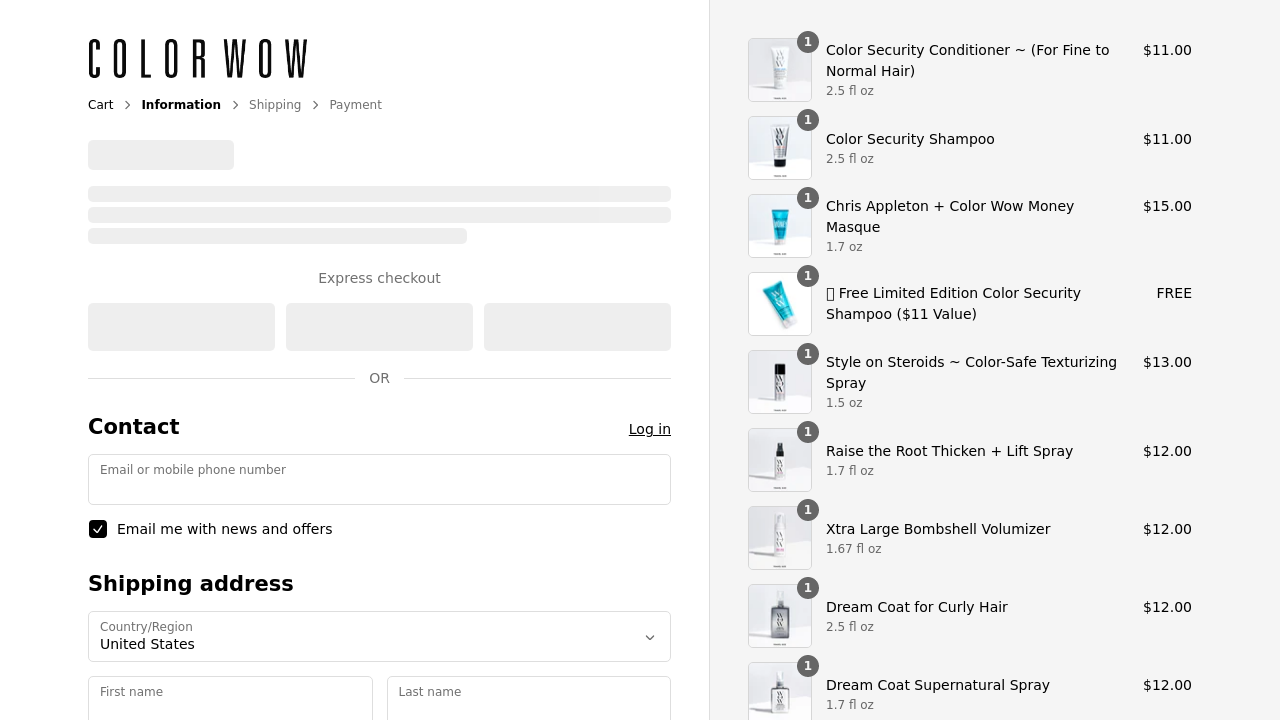 COLOR WOW
Cart
Information
Shipping
Payment
Express checkout
OR
Contact
Log in
Email or mobile phone number
Email me with news and offers
Shipping address
Country/Region
United States
First name
Last name
1
Color Security Conditioner ~ (For Fine to
Normal Hair)
2.5 fl oz
$11.00
1
Color Security Shampoo
2.5 fl oz
$11.00
1
Chris Appleton + Color Wow Money
Masque
1.7 oz
$15.00
1
Free Limited Edition Color Security
Shampoo ($11 Value)
FREE
1
Style on Steroids ~ Color-Safe Texturizing
Spray
1.5 oz
$13.00
1
Raise the Root Thicken + Lift Spray
1.7 fl oz
$12.00
1
Xtra Large Bombshell Volumizer
1.67 fl oz
$12.00
1
Dream Coat for Curly Hair
2.5 fl oz
$12.00
1
Dream Coat Supernatural Spray
1.7 fl oz
$12.00